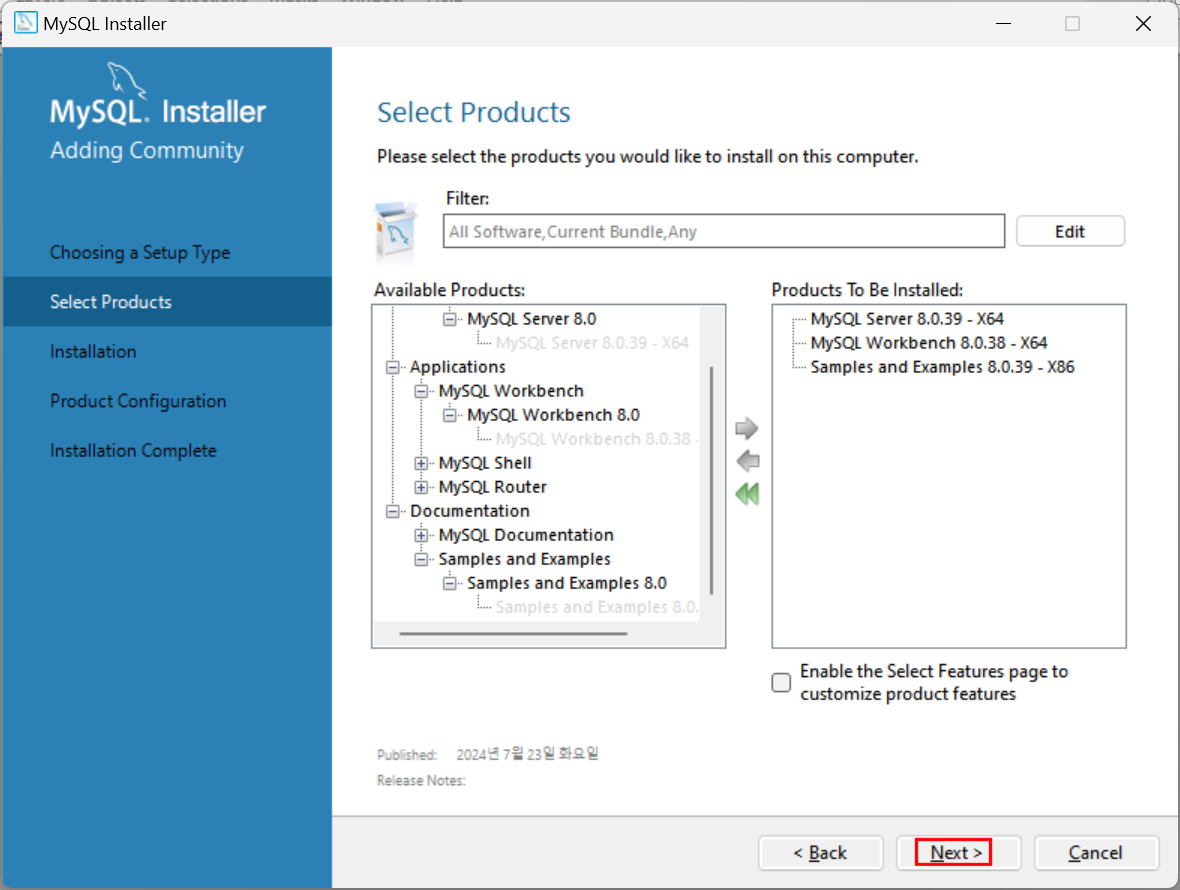 MySQL Installer
MySQL. Installer
Adding Community
Choosing a Setup Type
Select Products
Installation
Product Configuration
Installation Complete
Select Products
Please select the products you would like to install on this computer.
Filter:
All Software,Current Bundle,Any
Edit
Available Products:
MySQL Server 8.0
MySQL Server 8.0.39 - X64
Applications
MySQL Workbench
MySQL Workbench 8.0
MySQL Workbench 8.0.38 -
MySQL Shell
MySQL Router
Documentation
MySQL Documentation
Samples and Examples
Samples and Examples 8.0
Samples and Examples 8.0.
Products To Be Installed:
MySQL Server 8.0.39 - X64
MySQL Workbench 8.0.38 - X64
Samples and Examples 8.0.39 - X86
Enable the Select Features page to
customize product features
Published: 2024년 7월 23일 화요일
Release Notes:
< Back
Next >
Cancel